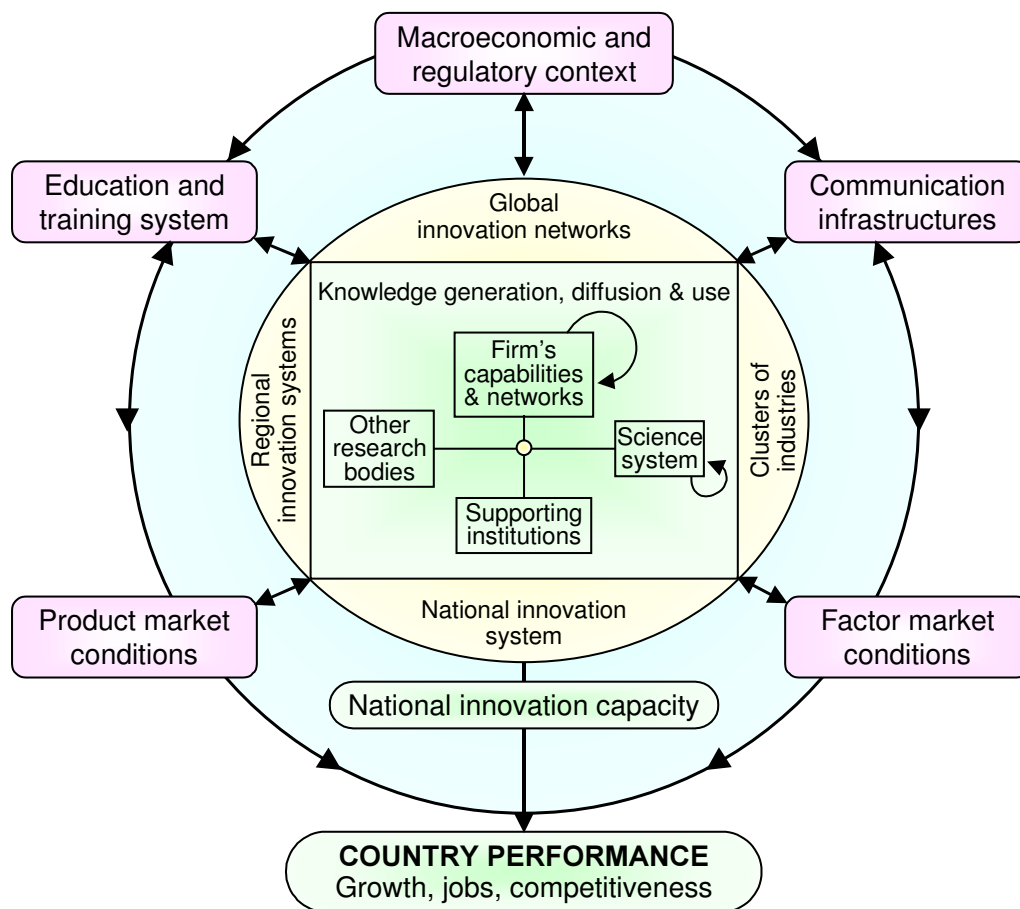 Macroeconomic and
regulatory context
Education and
training system
Communication
infrastructures
Global
innovation networks
Knowledge generation, diffusion & use
Regional
innovation systems
Firm's
capabilities
& networks
Other
research
bodies
Science
system
Clusters of
industries
Supporting
institutions
Product market
conditions
National innovation
system
Factor market
conditions
National innovation capacity
COUNTRY PERFORMANCE
Growth, jobs, competitiveness